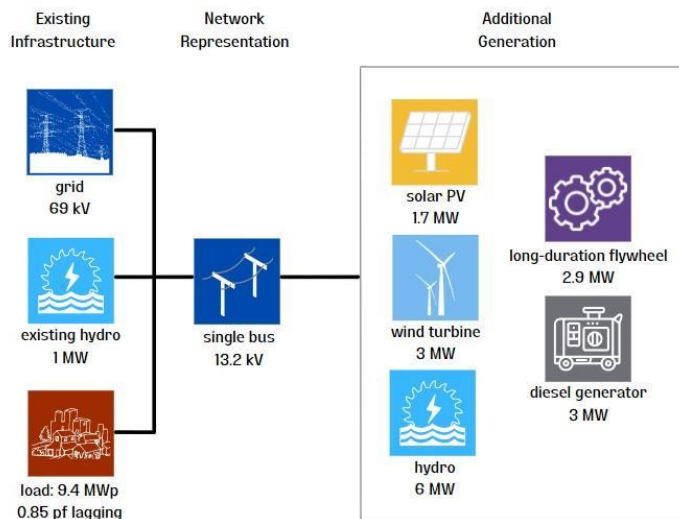 Existing
Infrastructure
Network
Representation
Additional
Generation
grid
69 kV
existing hydro
1 MW
load: 9.4 MWp
0.85 pf lagging
single bus
13.2 kV
solar PV
1.7 MW
wind turbine
3 MW
hydro
6 MW
long-duration flywheel
2.9 MW
diesel generator
3 MW